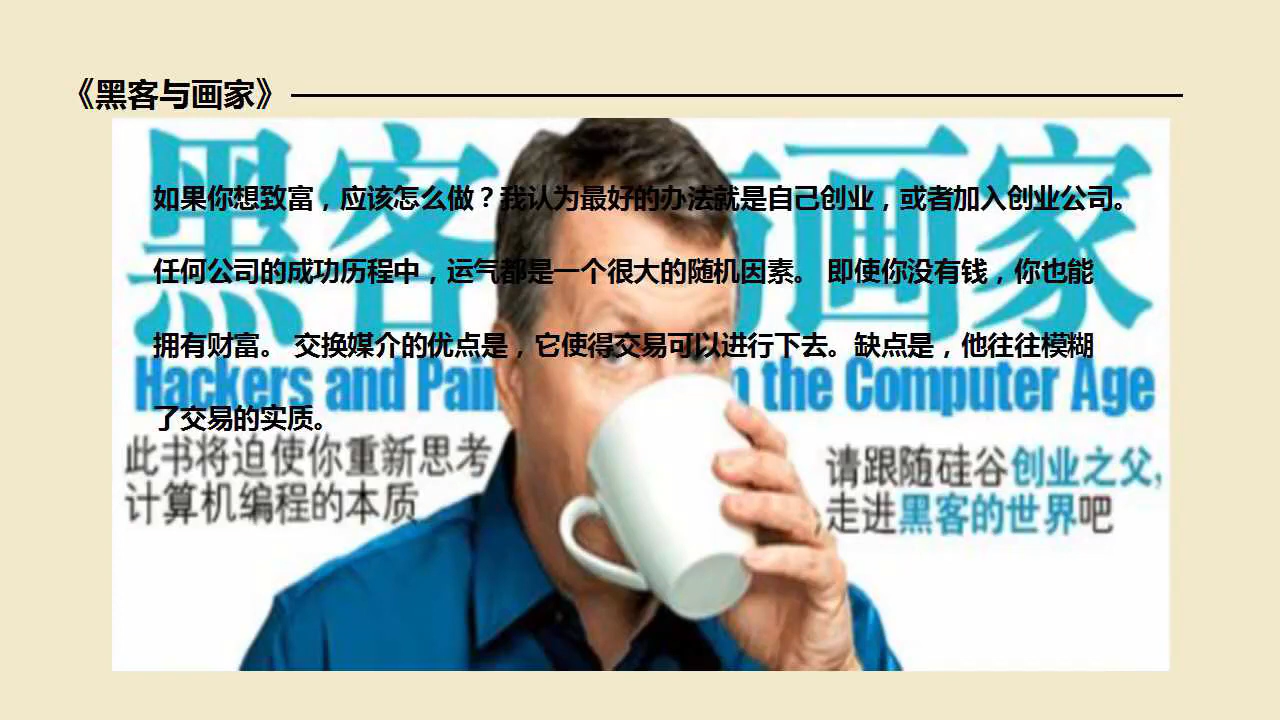 《黑客与画家》
黑客与画家
如果你想致富，应该怎么做？我认为最好的办法就是自己创业，或者加入创业公司。
任何公司的成功历程中，运气都是一个很大的随机因素。 即使你没有钱，你也能
拥有财富。 交换媒介的优点是，它使得交易可以进行下去。缺点是，他往往模糊
了交易的实质。
Hackers and Pain the Computer Age
此书将迫使你重新思考
计算机编程的本质
请跟随硅谷创业之父,
走进黑客的世界吧